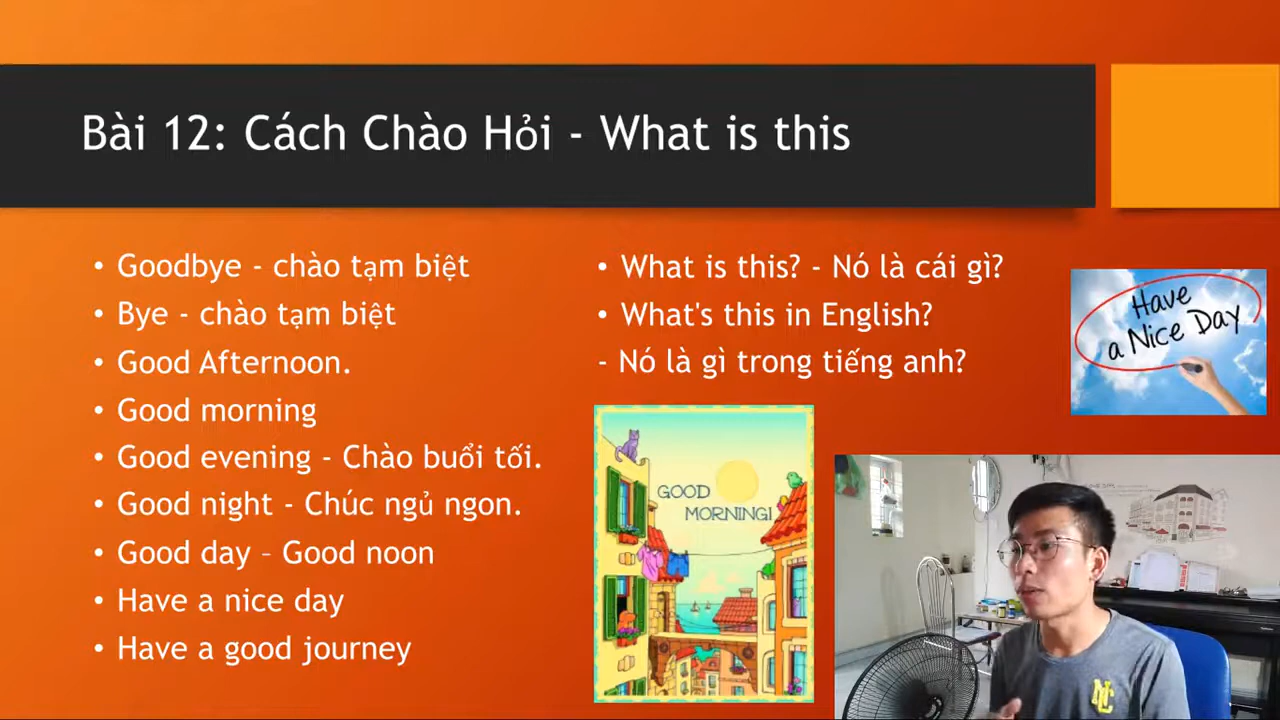 Bài 12: Cách Chào Hỏi - What is this
• Goodbye - chào tạm biệt
• Bye - chào tạm biệt
• Good Afternoon.
• Good morning
• Good evening - Chào buổi tối.
• Good night - Chúc ngủ ngon.
• Good day – Good noon
• Have a nice day
• Have a good journey
• What is this? - Nó là cái gì?
• What's this in English?
- Nó là gì trong tiếng anh?
Have
a Nice Day
GOOD
MORNING!